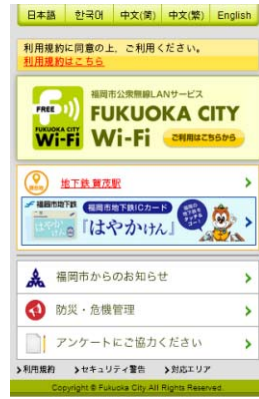 日本語 한국어 中文(简) 中文(繁) English
利用規約に同意の上、ご利用ください。
利用規約はこちら
福岡市公衆無線LANサービス
FREE
FUKUOKA CITY
FUKUOKA CITY
Wi-Fi
Wi-Fi
ご利用はこちらから
地下鉄 賀茂駅
福岡市地下鉄
福岡市地下鉄ICカード
はやかけん
『はやかけん』
福岡市からのお知らせ
防災・危機管理
アンケートにご協力ください
利用規約 セキュリティ警告 対応エリア
Copyright © Fukuoka City.All Rights Reserved.